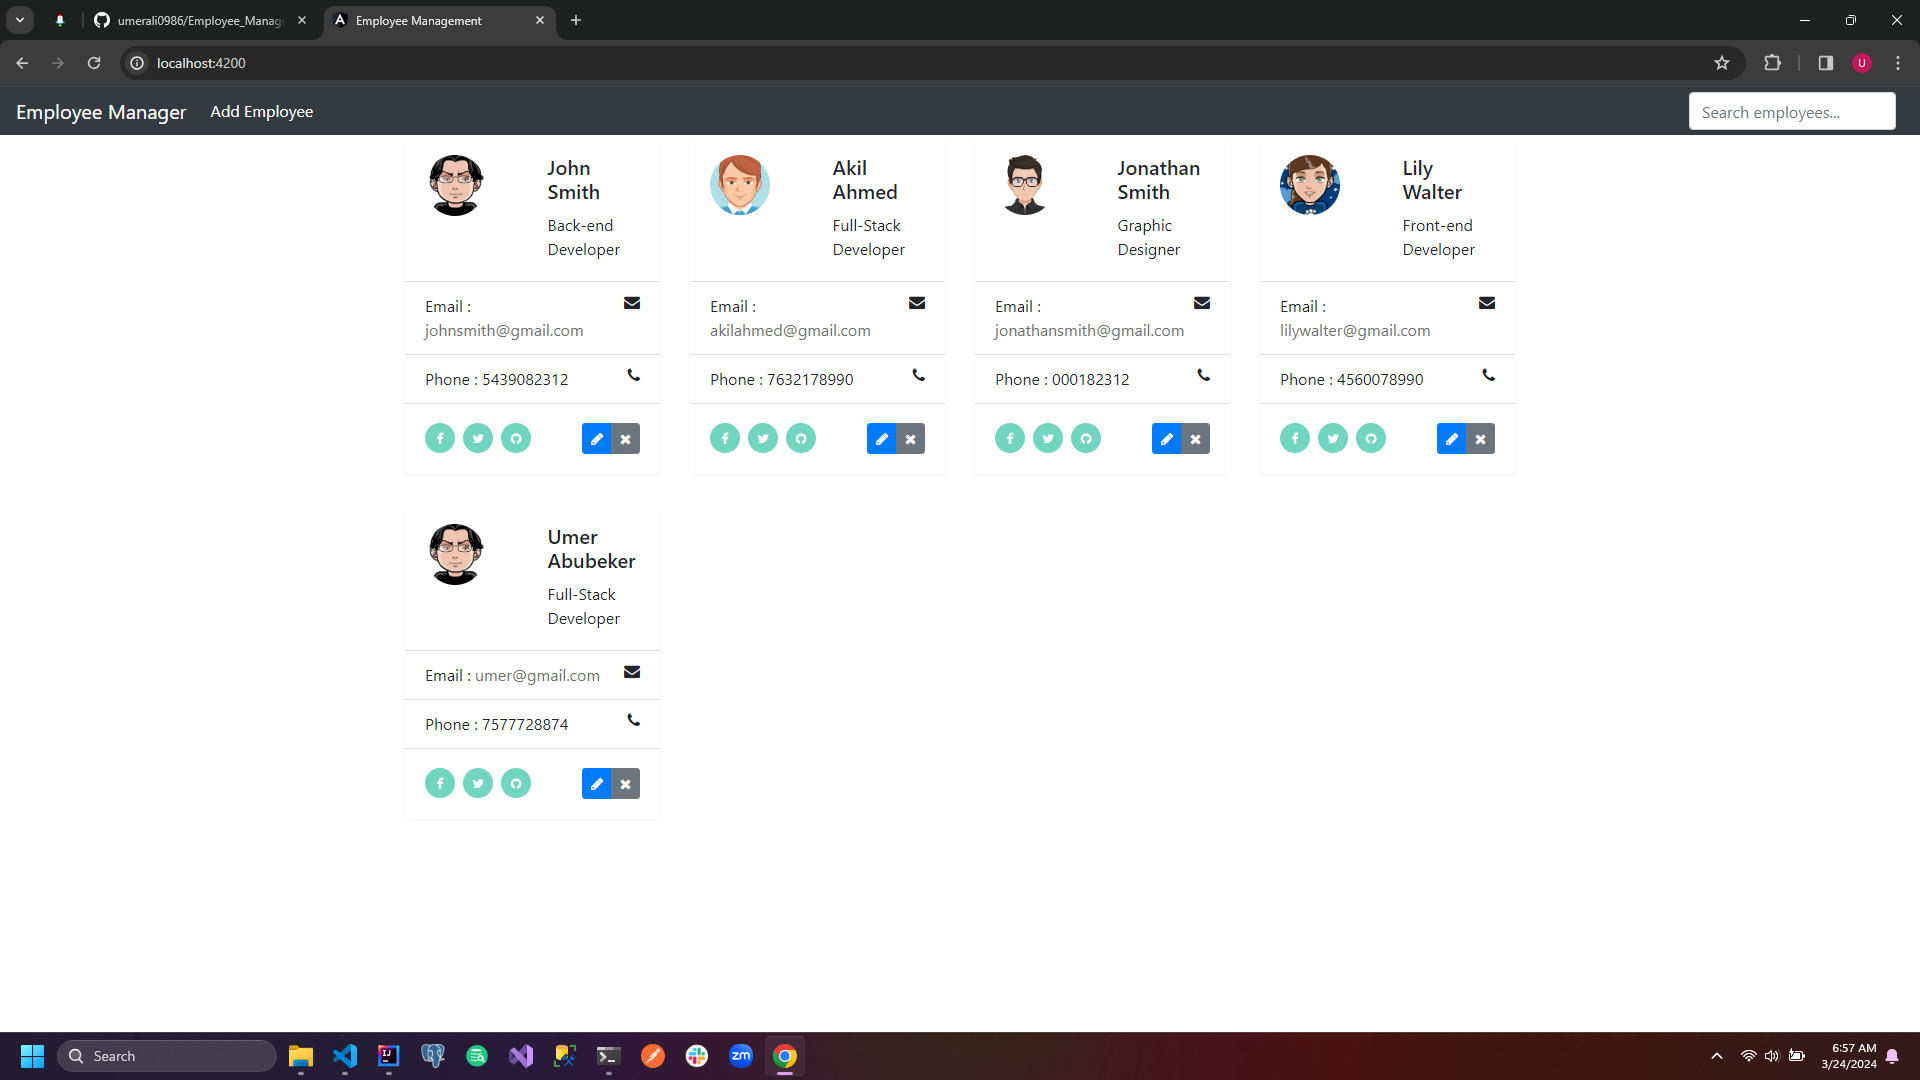 umerali0986/Employee_Manag
Employee Management
localhost:4200
U
Employee Manager
Add Employee
Search employees...
John
Smith
Back-end
Developer
Email :
johnsmith@gmail.com
Phone : 5439082312
Akil
Ahmed
Full-Stack
Developer
Email :
akilahmed@gmail.com
Phone : 7632178990
Jonathan
Smith
Graphic
Designer
Email :
jonathansmith@gmail.com
Phone : 000182312
Lily
Walter
Front-end
Developer
Email :
lilywalter@gmail.com
Phone : 4560078990
Umer
Abubeker
Full-Stack
Developer
Email : umer@gmail.com
Phone : 7577728874
Search
IJ
zm
6:57 AM
3/24/2024